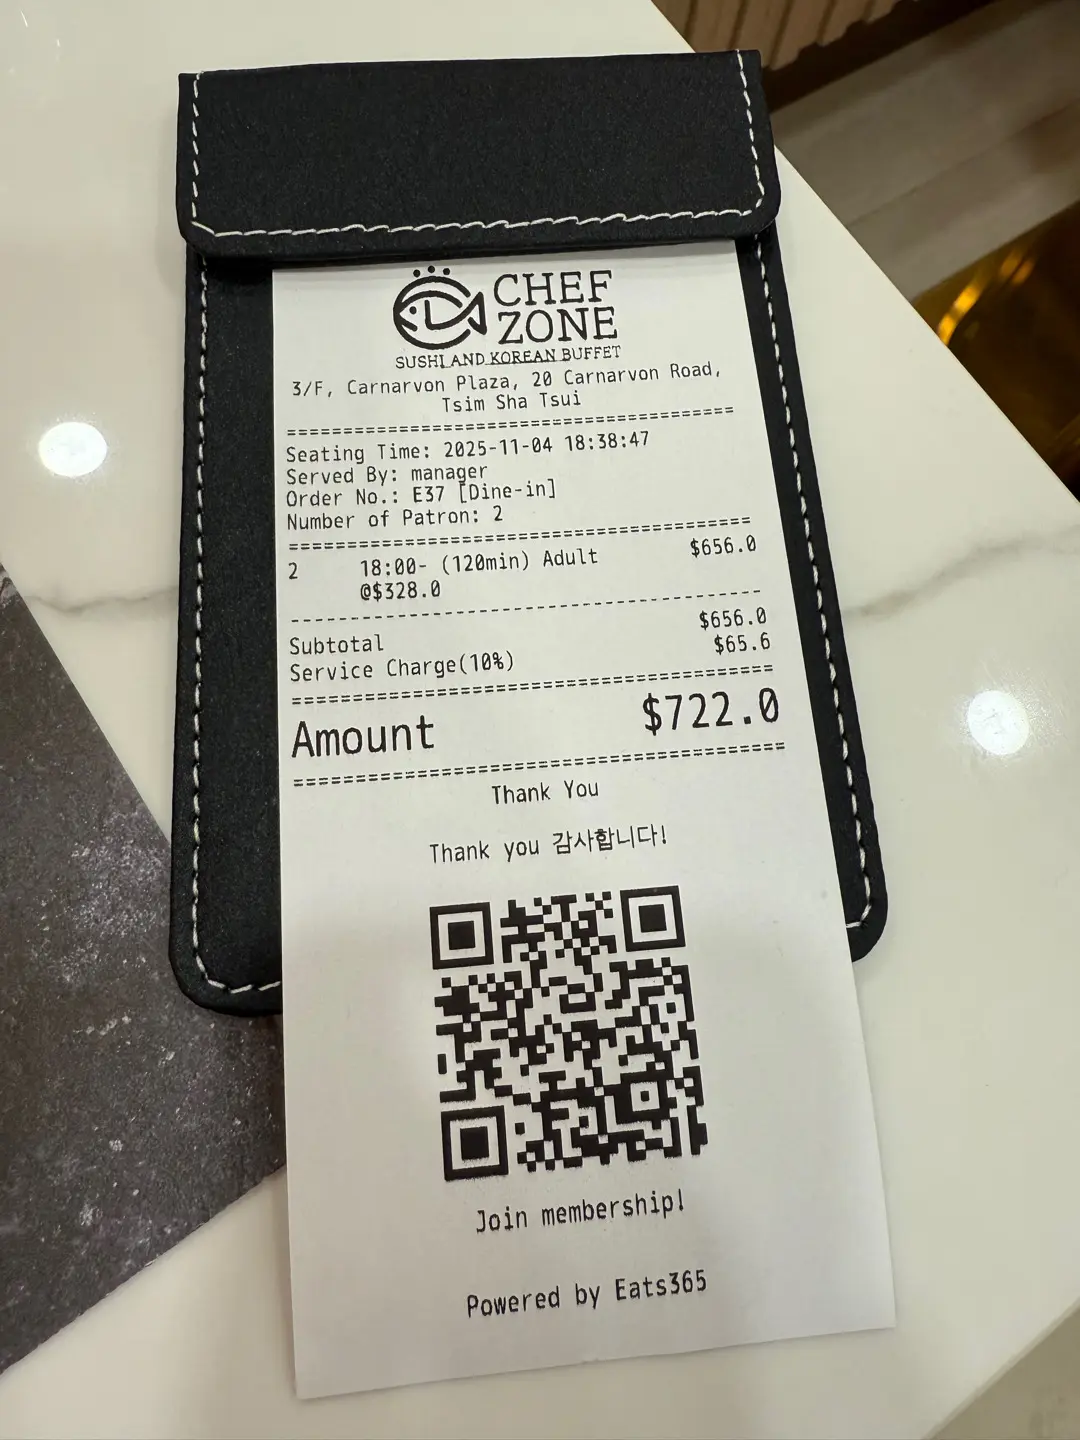 CHEF
ZONE
SUSHI AND KOREAN BUFFET
3/F, Carnarvon Plaza, 20 Carnarvon Road,
Tsim Sha Tsui
========================================
Seating Time: 2025-11-04 18:38:47
Served By: manager
Order No.: E37 [Dine-in]
Number of Patron: 2
========================================
2 18:00- (120min) Adult $656.0
@$328.0
----------------------------------------
Subtotal $656.0
Service Charge(10%) $65.6
========================================
Amount $722.0
========================================
Thank You
Thank you 감사합니다!
Join membership!
Powered by Eats365